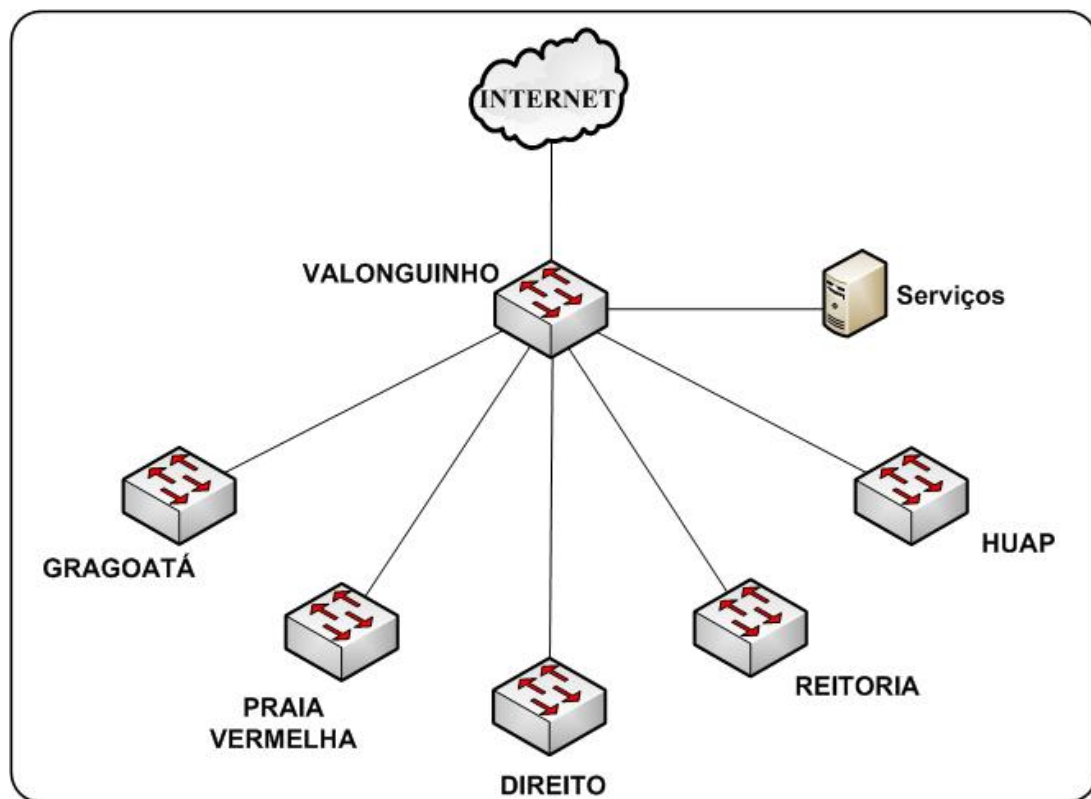 INTERNET
VALONGUINHO
Serviços
GRAGOATÁ
HUAP
PRAIA
VERMELHA
REITORIA
DIREITO